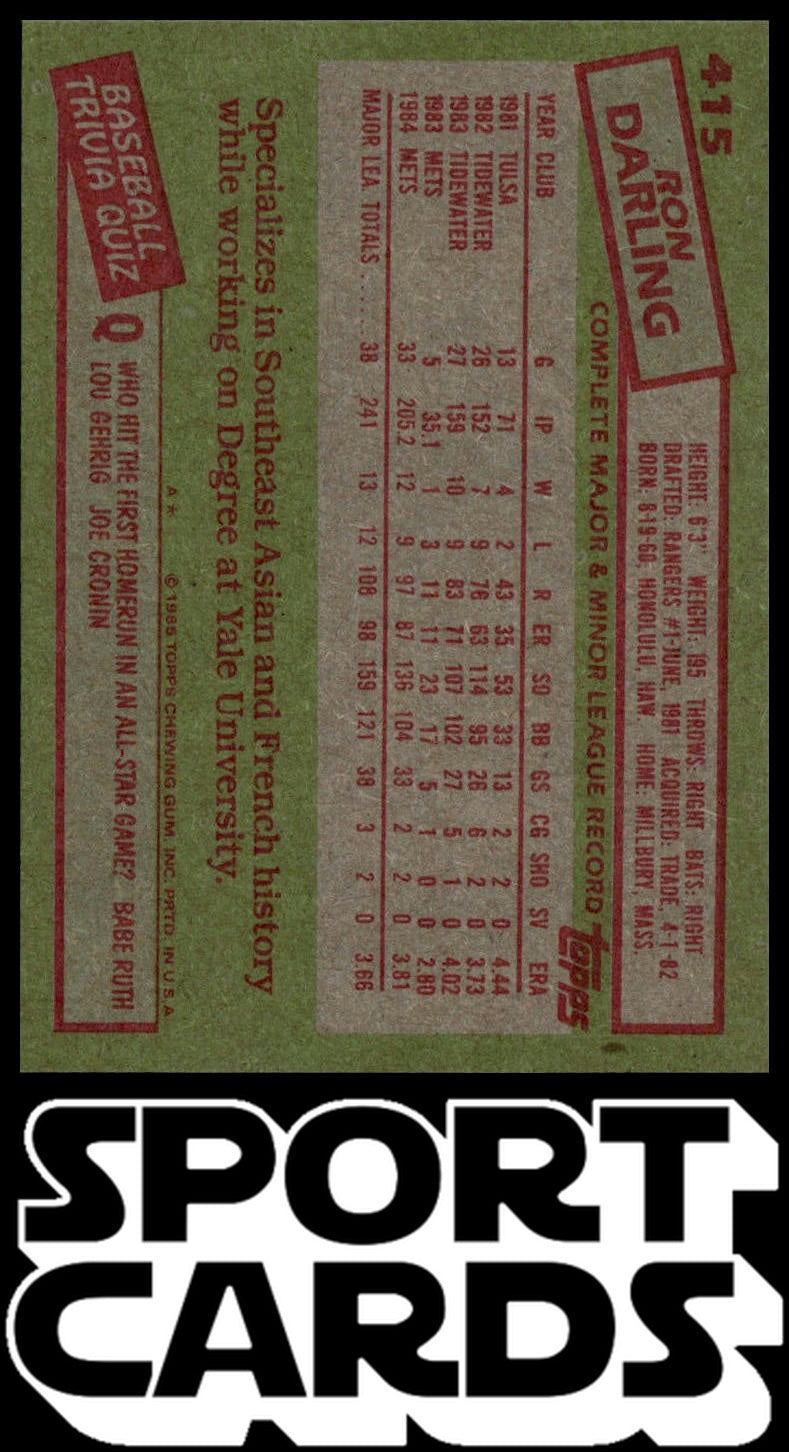 415
RON
DARLING
HEIGHT: 6'3" WEIGHT: 195 THROWS: RIGHT BATS: RIGHT
DRAFTED: RANGERS #1-JUNE, 1981 ACQUIRED: TRADE, 4-1-82
BORN: 8-19-60, HONOLULU, HAW. HOME: MILLBURY, MASS.
COMPLETE MAJOR & MINOR LEAGUE RECORD
topps
YEAR CLUB G IP W L R ER SO BB GS CG SHO SV ERA
1981 TULSA 13 71 4 2 43 35 53 33 13 2 2 0 4.44
1982 TIDEWATER 26 152 7 9 76 63 114 95 26 6 2 0 3.73
1983 TIDEWATER 27 159 10 9 83 71 107 102 27 5 1 0 4.02
1983 METS 5 35.1 1 3 11 11 23 17 5 1 0 0 2.80
1984 METS 33 205.2 12 9 97 87 136 104 33 2 2 0 3.81
MAJOR LEA. TOTALS ...... 38 241 13 12 108 98 159 121 38 3 2 0 3.66
Specializes in Southeast Asian and French history
while working on Degree at Yale University.
A * © 1985 TOPPS CHEWING GUM, INC. PRTD. IN U.S.A
BASEBALL
TRIVIA QUIZ
Q WHO HIT THE FIRST HOMERUN IN AN ALL-STAR GAME? BABE RUTH
LOU GEHRIG JOE CRONIN
SPORT
CARDS